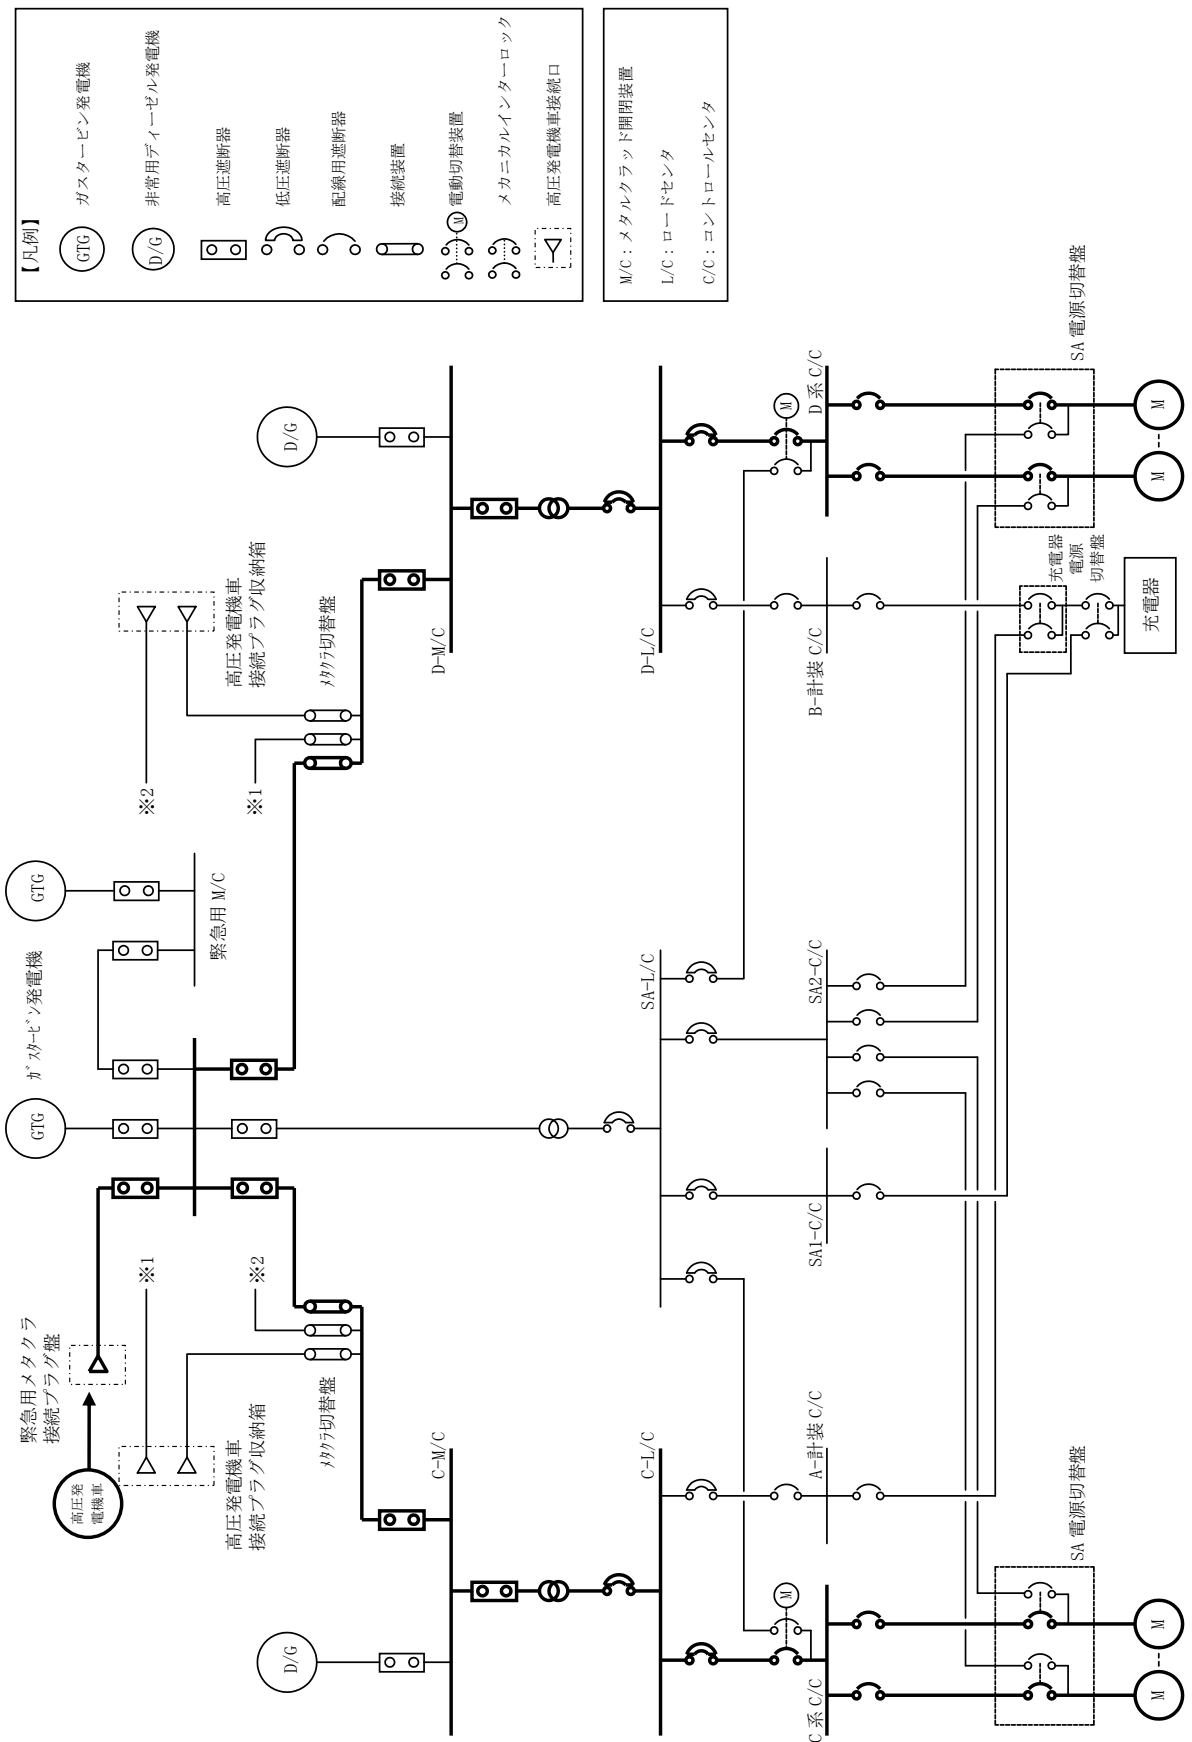 【凡例】
GTG ガスタービン発電機
D/G 非常用ディーゼル発電機
高圧遮断器
低圧遮断器
配線用遮断器
接続装置
M 電動切替装置
メカニカルインターロック
高圧発電機車接続口
M/C：メタルクラッド開閉装置
L/C：ロードセンタ
C/C：コントロールセンタ
高圧発
電機車
緊急用メタクラ
接続プラグ盤
GTG
ｶﾞｽﾀｰﾋﾞﾝ発電機
GTG
緊急用 M/C
※1
※2
高圧発電機車
接続プラグ収納箱
ﾒﾀｸﾗ切替盤
※2
※1
高圧発電機車
接続プラグ収納箱
ﾒﾀｸﾗ切替盤
D/G
D/G
C-M/C
D-M/C
C-L/C
SA-L/C
D-L/C
M
M
C 系 C/C
A-計装 C/C
SA1-C/C
SA2-C/C
B-計装 C/C
D 系 C/C
SA 電源切替盤
充電器
電源
切替盤
SA 電源切替盤
M
M
充電器
M
M